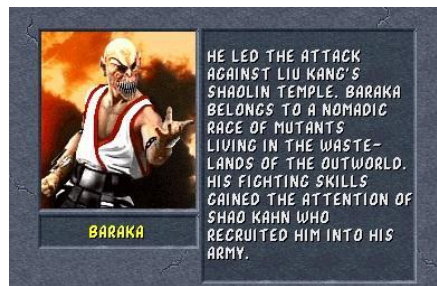 HE LED THE ATTACK
AGAINST LIU KANG'S
SHAOLIN TEMPLE. BARAKA
BELONGS TO A NOMADIC
RACE OF MUTANTS
LIVING IN THE WASTE-
LANDS OF THE OUTWORLD.
HIS FIGHTING SKILLS
GAINED THE ATTENTION OF
SHAO KAHN WHO
RECRUITED HIM INTO HIS
ARMY.
BARAKA